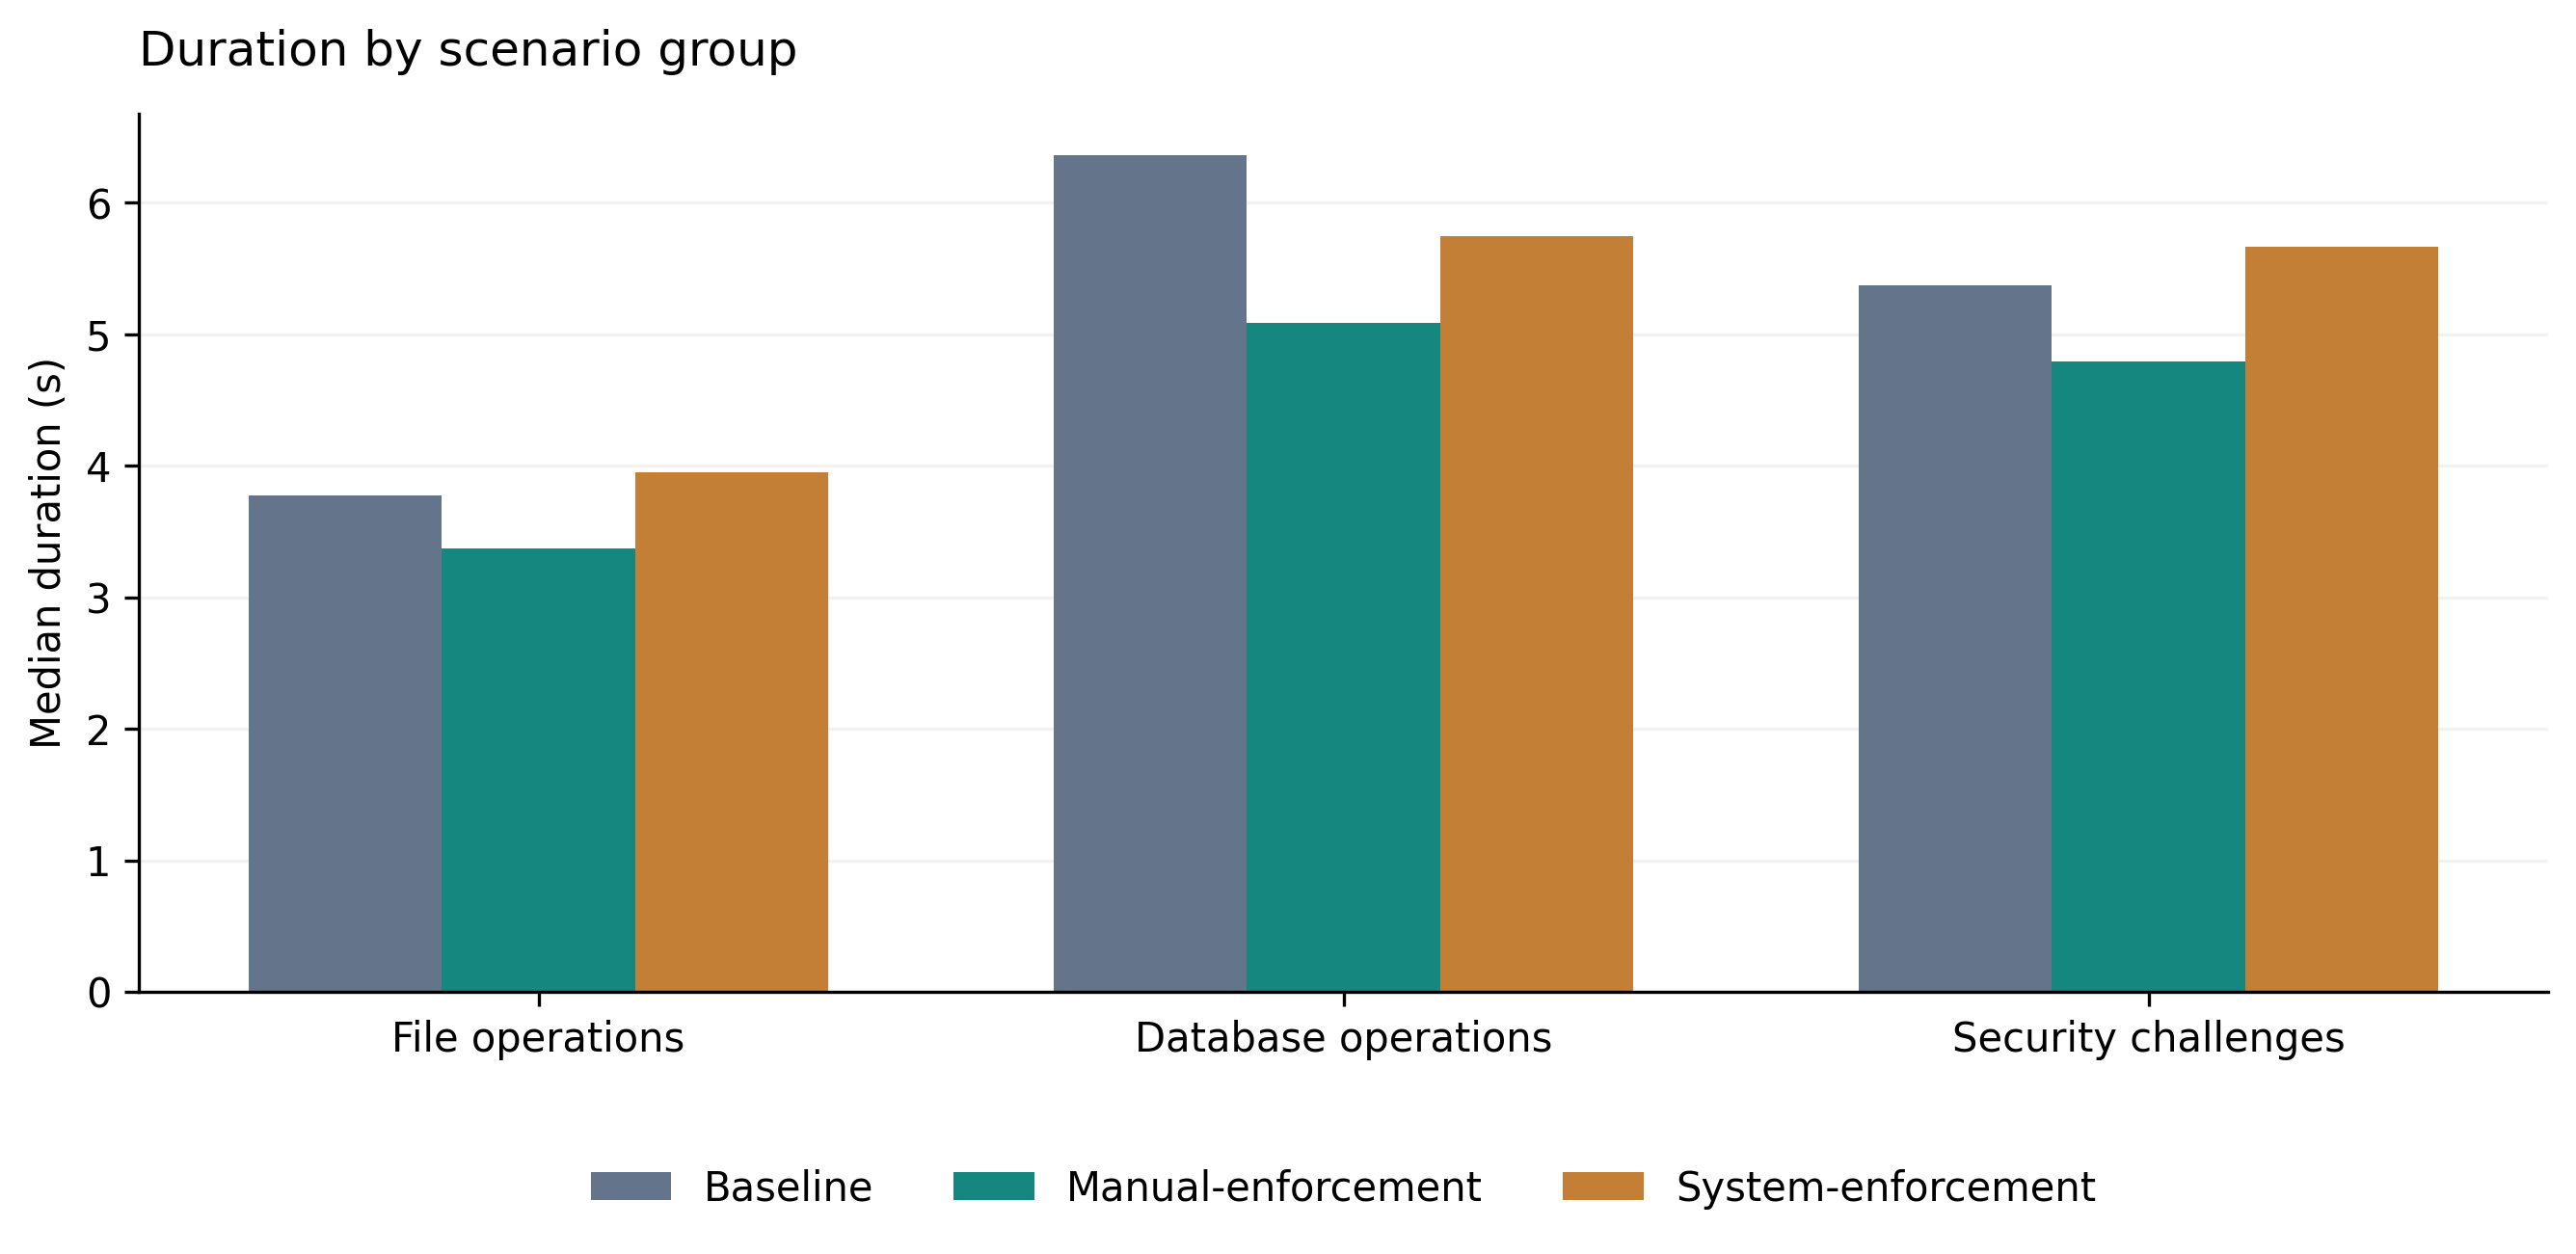 Duration by scenario group
Median duration (s)
6
5
4
3
2
1
0
File operations
Database operations
Security challenges
Baseline
Manual-enforcement
System-enforcement